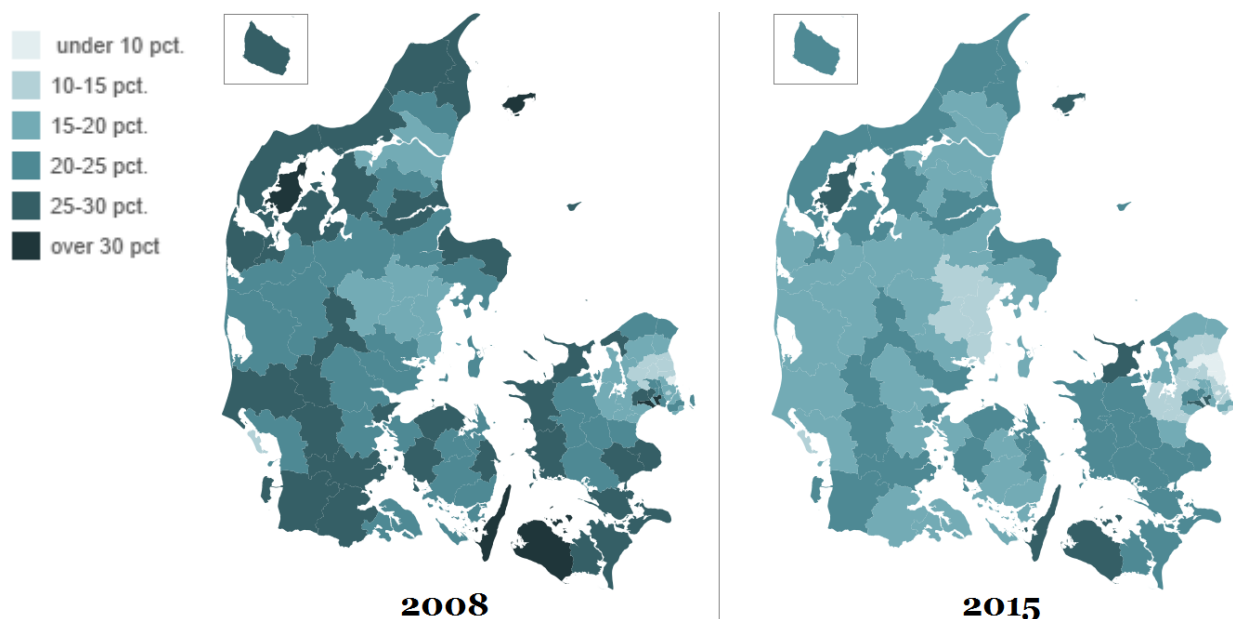 under 10 pct.
10-15 pct.
15-20 pct.
20-25 pct.
25-30 pct.
over 30 pct
2008
2015